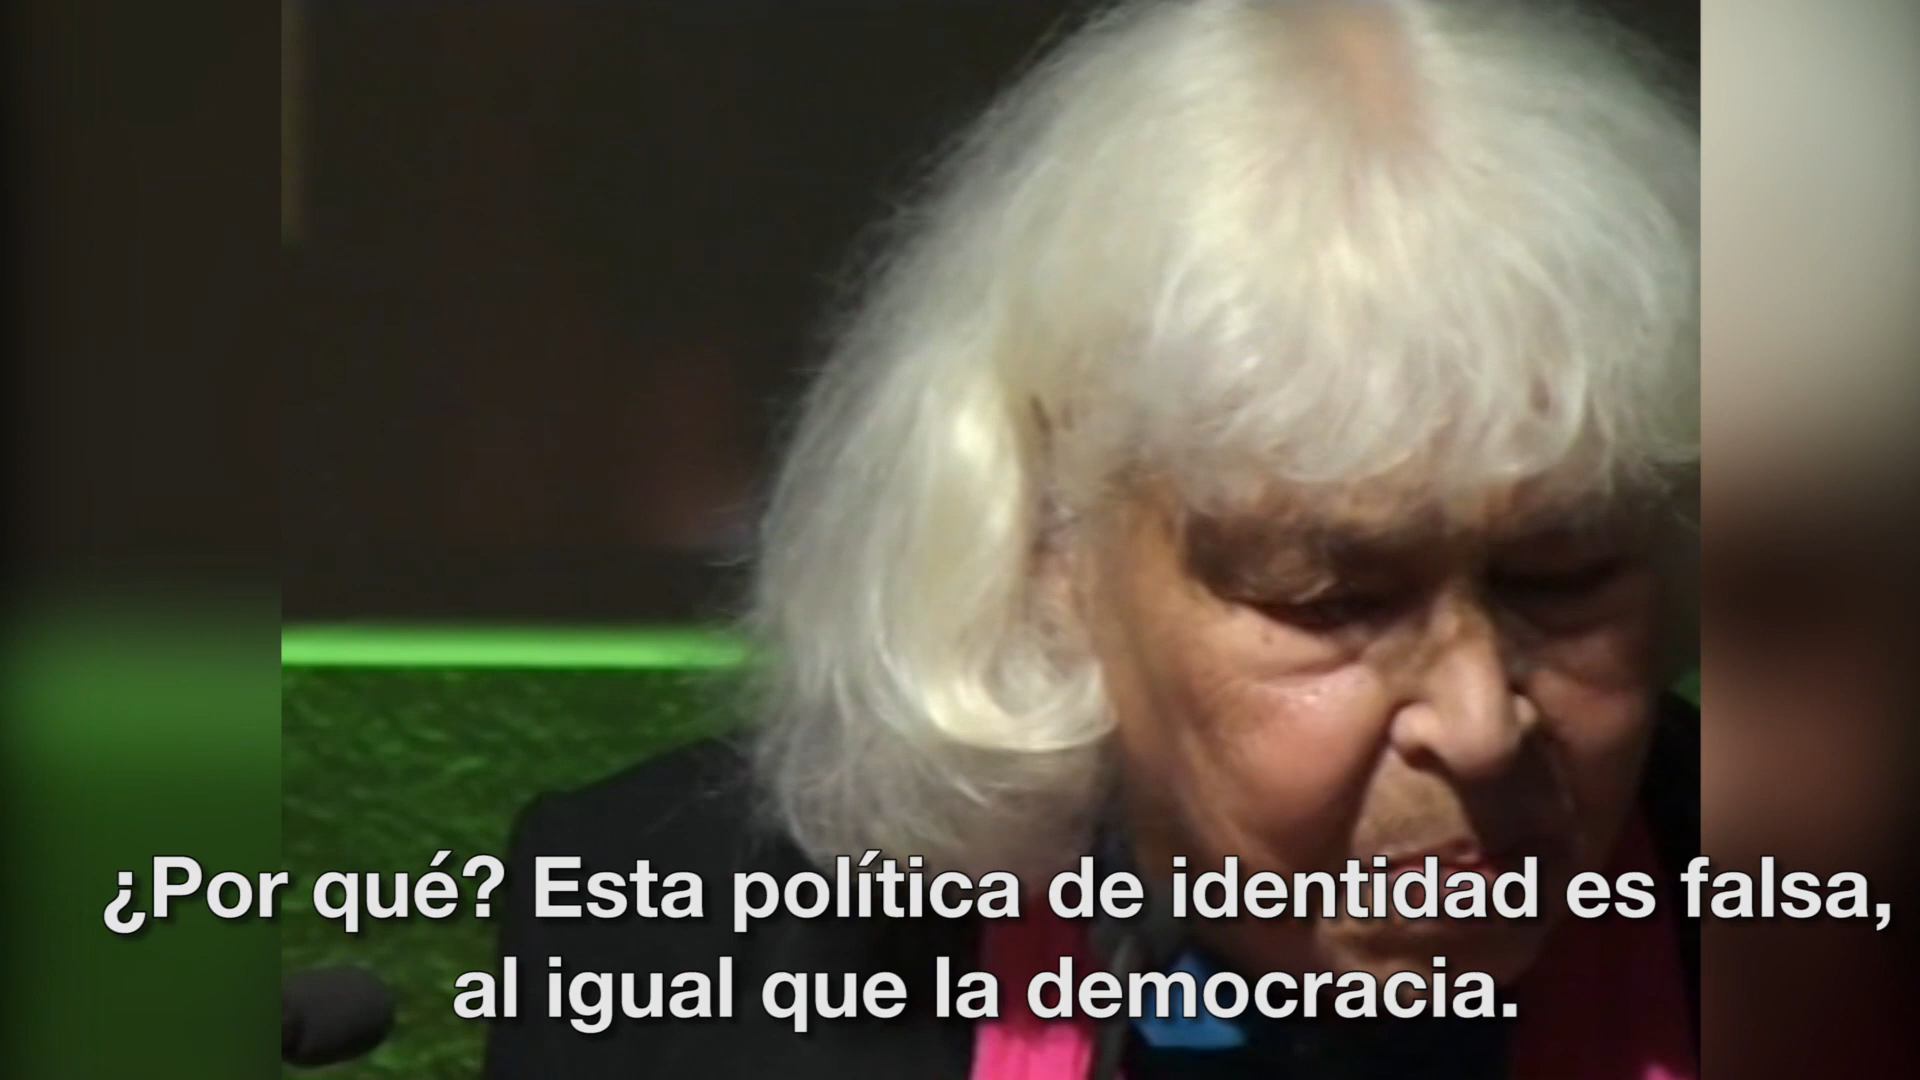 ¿Por qué? Esta política de identidad es falsa,
al igual que la democracia.